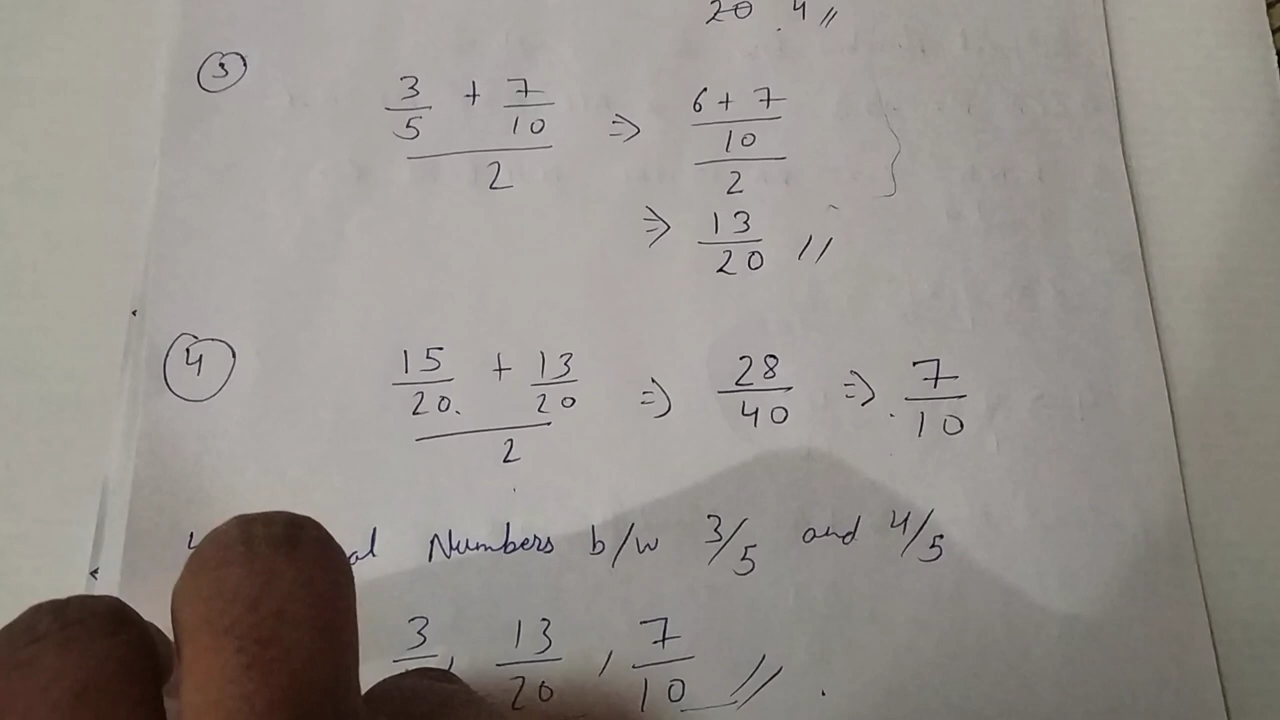 20 4 //
3
3/5 + 7/10 / 2 ⇒ 6 + 7 / 10 / 2
⇒ 13/20 //
4
15/20. + 13/20 / 2 ⇒ 28/40 ⇒ 7/10
Numbers b/w 3/5 and 4/5
3 , 13/20 , 7/10 // .